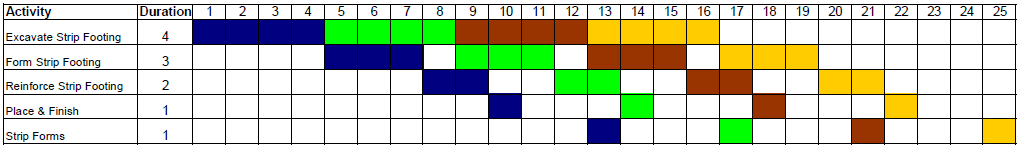 Activity Duration 1 2 3 4 5 6 7 8 9 10 11 12 13 14 15 16 17 18 19 20 21 22 23 24 25
Excavate Strip Footing 4
Form Strip Footing 3
Reinforce Strip Footing 2
Place & Finish 1
Strip Forms 1